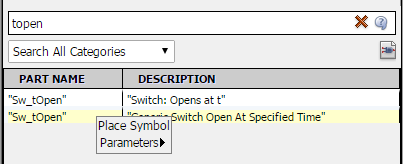 topen
Search All Categories
PART NAME DESCRIPTION
"Sw_tOpen" "Switch: Opens at t"
"Sw_tOpen" "Generic Switch Open At Specified Time"
Place Symbol
Parameters